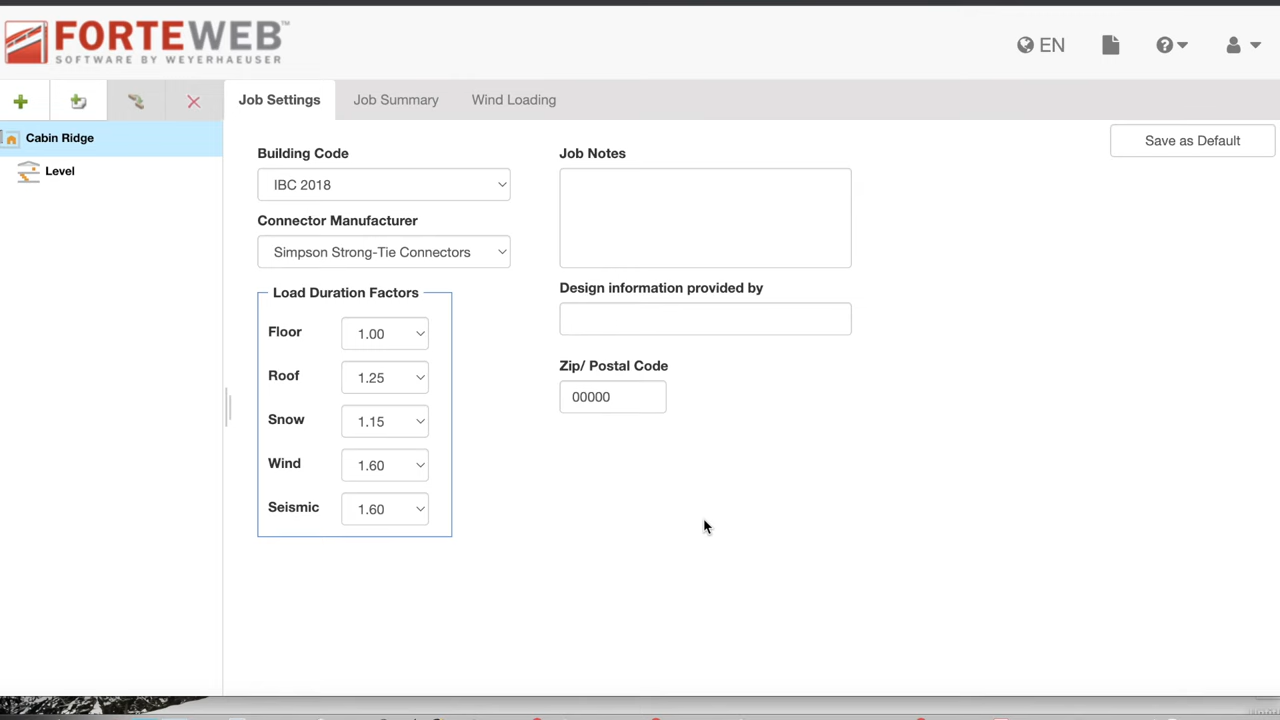 FORTEWEB™
SOFTWARE BY WEYERHAEUSER
EN
Job Settings
Job Summary
Wind Loading
Cabin Ridge
Level
Save as Default
Building Code
IBC 2018
Connector Manufacturer
Simpson Strong-Tie Connectors
Load Duration Factors
Floor 1.00
Roof 1.25
Snow 1.15
Wind 1.60
Seismic 1.60
Job Notes
Design information provided by
Zip/ Postal Code
00000